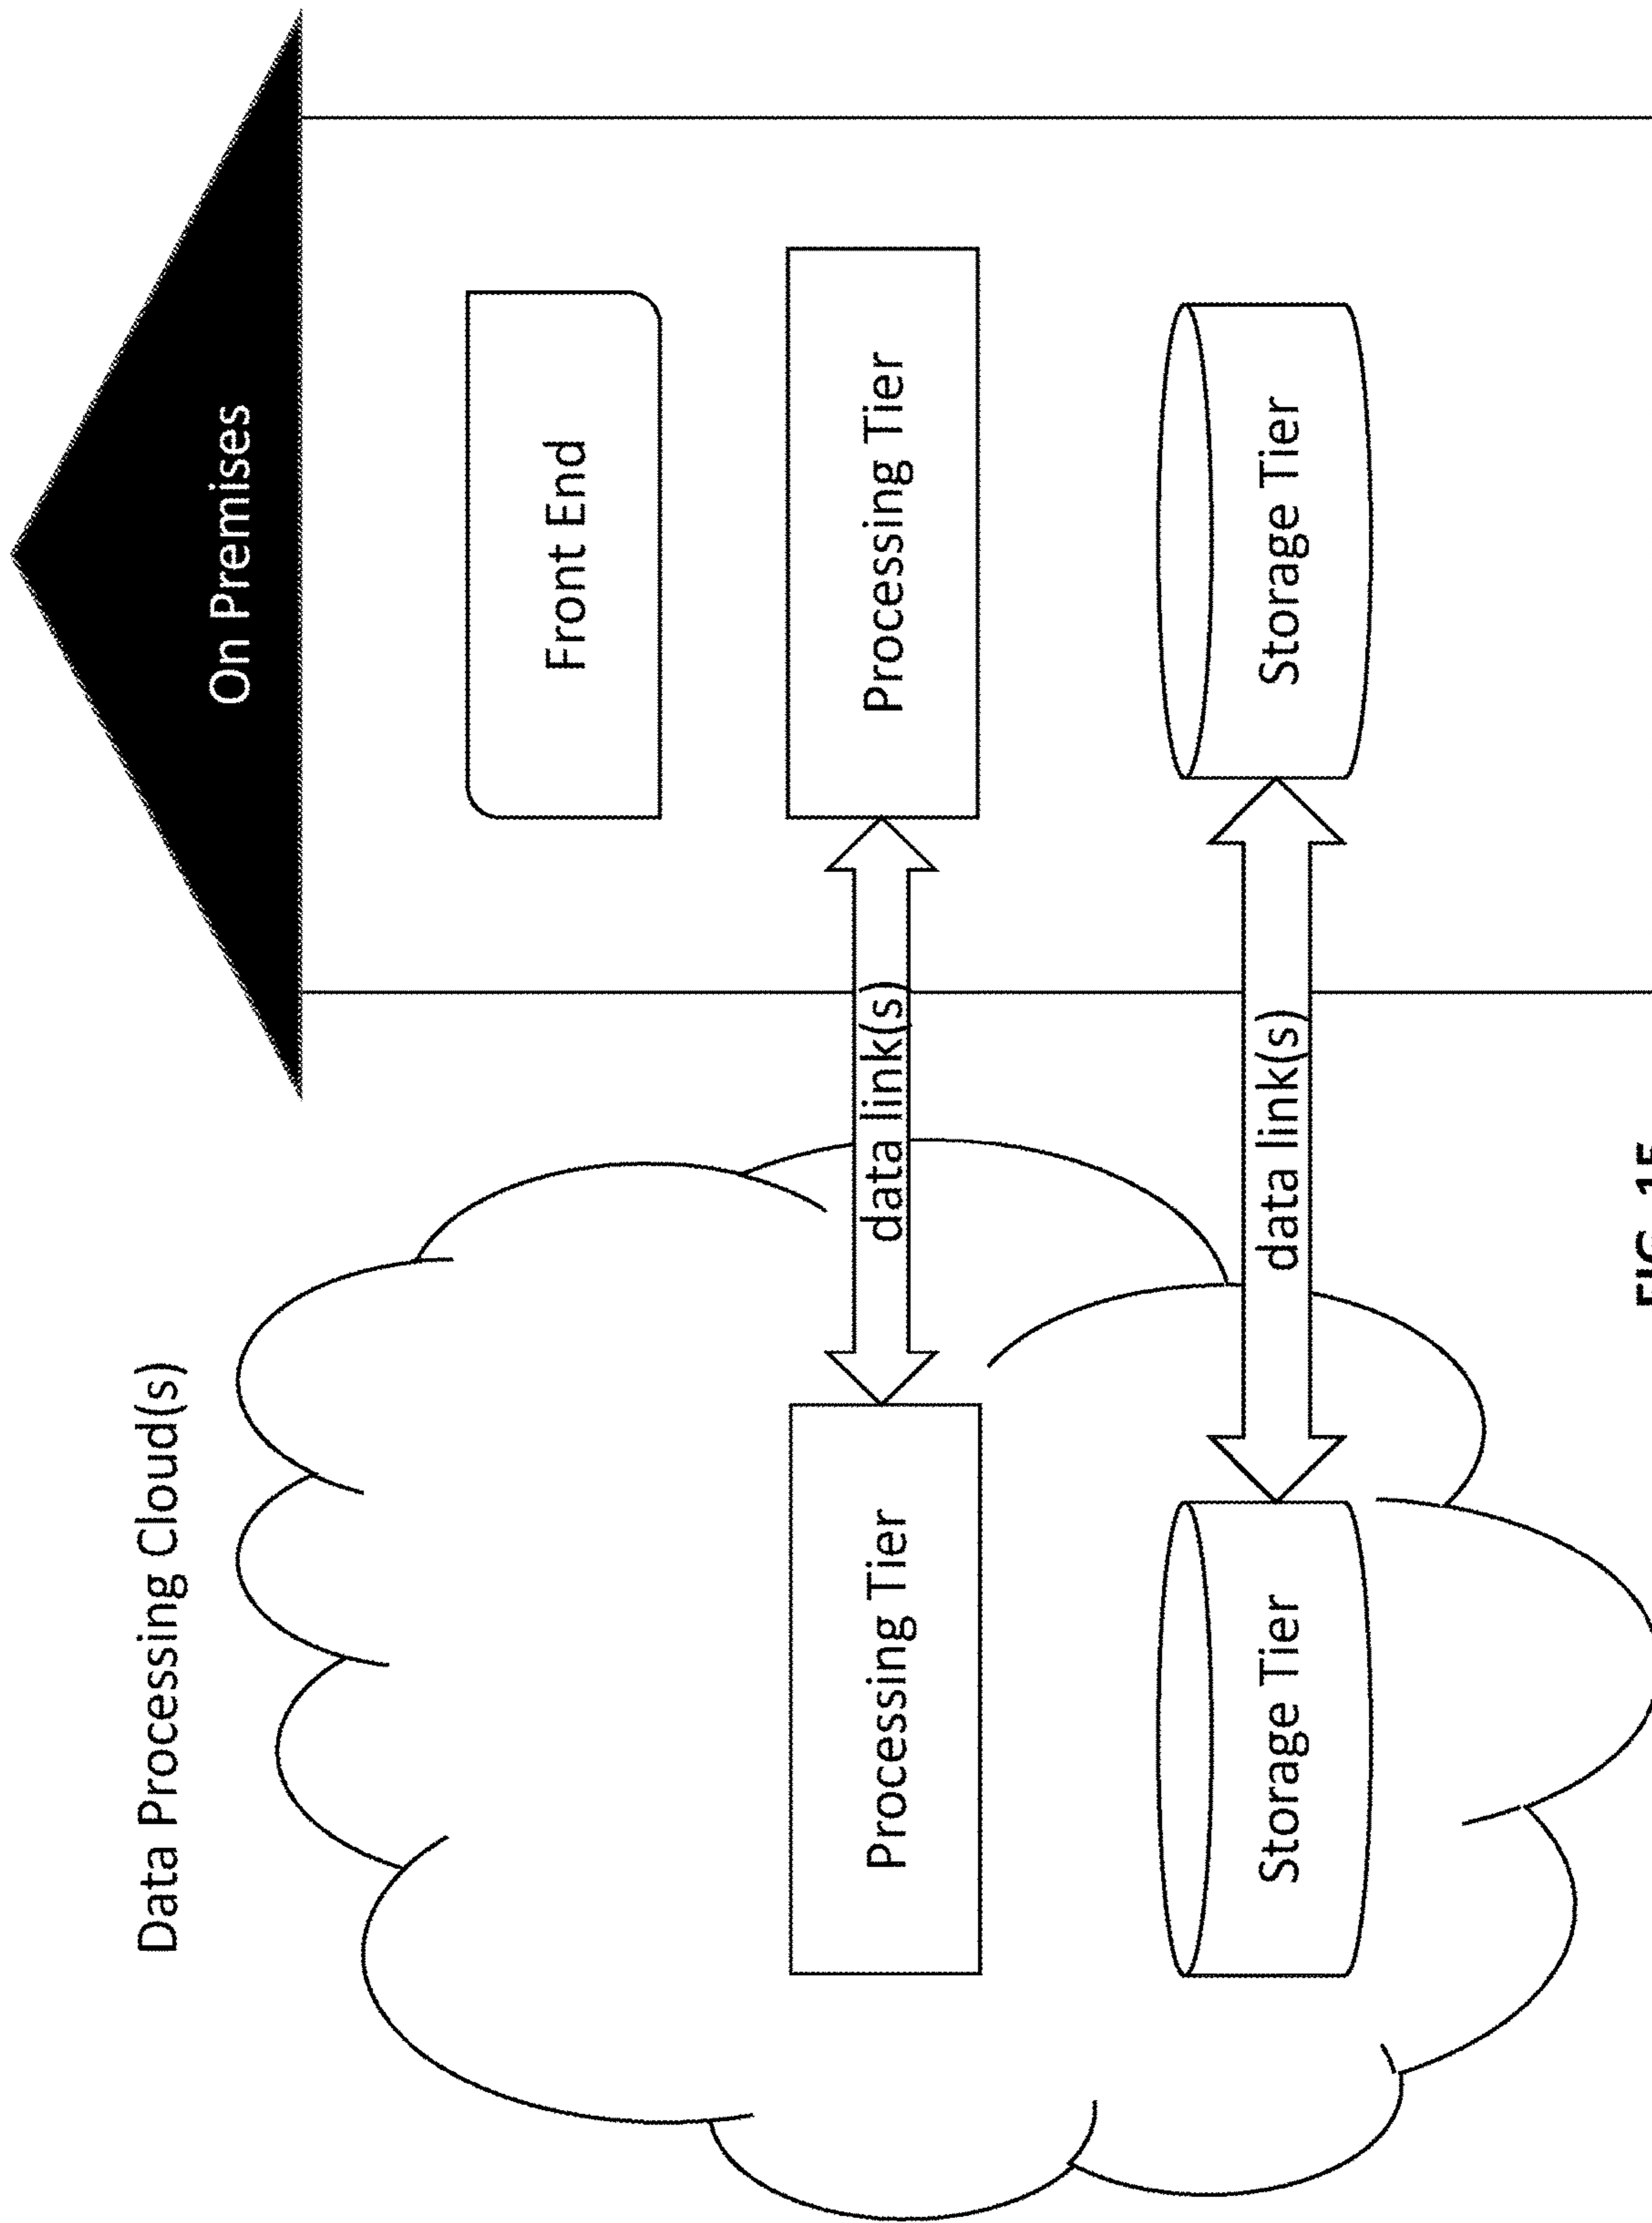 Data Processing Cloud(s)
On Premises
Front End
Processing Tier
data link(s)
Processing Tier
Storage Tier
data link(s)
Storage Tier
FIG.